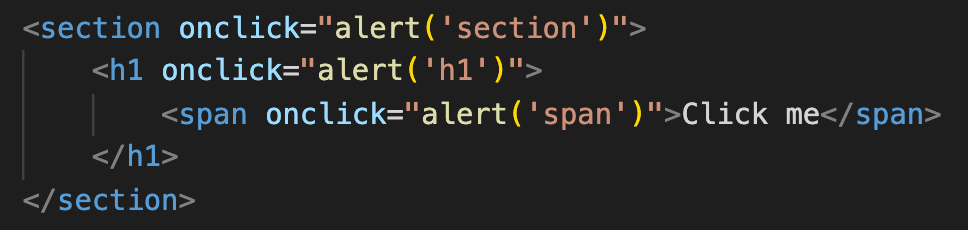 <section onclick="alert('section')">
    <h1 onclick="alert('h1')">
        <span onclick="alert('span')">Click me</span>
    </h1>
</section>